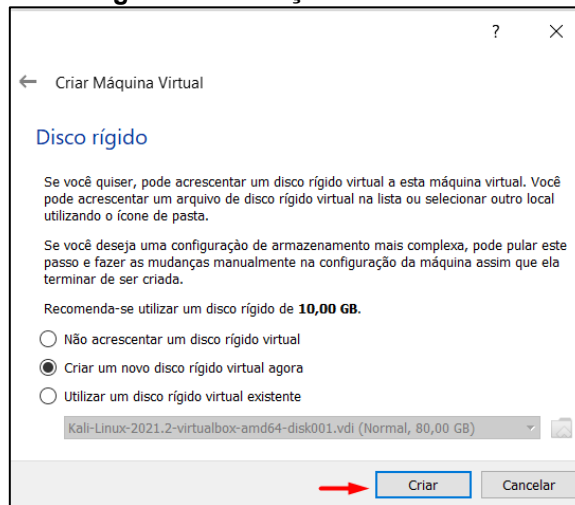 ?
Criar Máquina Virtual
Disco rígido
Se você quiser, pode acrescentar um disco rígido virtual a esta máquina virtual. Você
pode acrescentar um arquivo de disco rígido virtual na lista ou selecionar outro local
utilizando o ícone de pasta.
Se você deseja uma configuração de armazenamento mais complexa, pode pular este
passo e fazer as mudanças manualmente na configuração da máquina assim que ela
terminar de ser criada.
Recomenda-se utilizar um disco rígido de 10,00 GB.
Não acrescentar um disco rígido virtual
Criar um novo disco rígido virtual agora
Utilizar um disco rígido virtual existente
Kali-Linux-2021.2-virtualbox-amd64-disk001.vdi (Normal, 80,00 GB)
Criar Cancelar